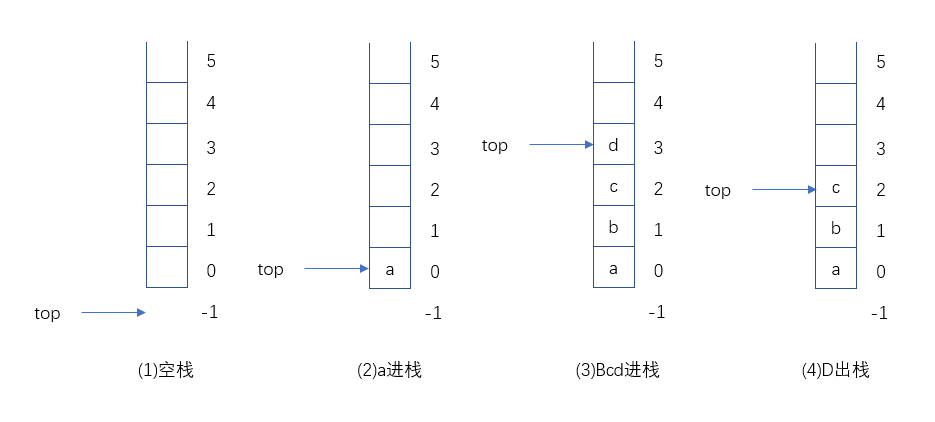 5 5 5 5
4 4 4 4
top d 3 3 3 3
top c c 2 2 2 2
b b 1 1 1 1
top a a a 0 0 0 0
top -1 -1 -1 -1
(1)空栈 (2)a进栈 (3)Bcd进栈 (4)D出栈